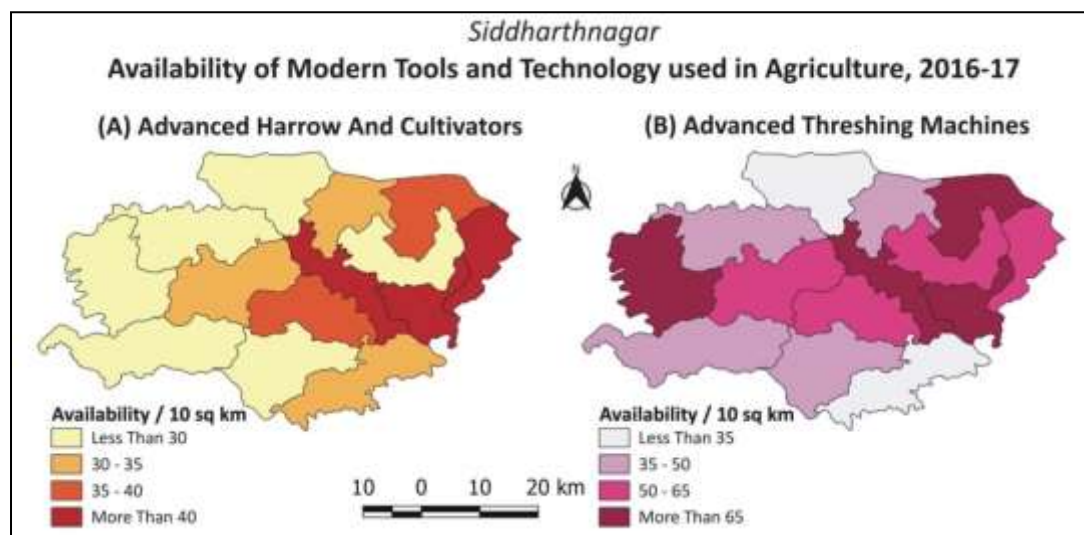 Siddharthnagar
Availability of Modern Tools and Technology used in Agriculture, 2016-17
(A) Advanced Harrow And Cultivators
(B) Advanced Threshing Machines
N
Availability / 10 sq km
Less Than 30
30 - 35
35 - 40
More Than 40
10 0 10 20 km
Availability / 10 sq km
Less Than 35
35 - 50
50 - 65
More Than 65